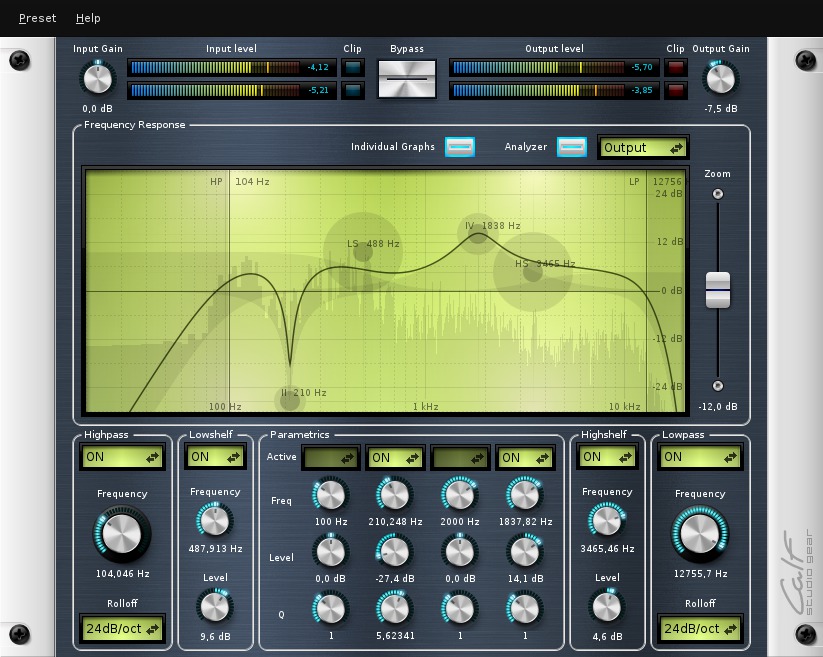 Preset Help
Input Gain Input level Clip Bypass Output level Clip Output Gain
-4,12 -5,70
-5,21 -3,85
0,0 dB -7,5 dB
Frequency Response
Individual Graphs Analyzer Output
Zoom
HP 104 Hz LP 12756
24 dB
IV 1838 Hz
LS 488 Hz 12 dB
HS 3465 Hz
0 dB
-12 dB
-24 dB
II 210 Hz
100 Hz 1 kHz 10 kHz -12,0 dB
Highpass Lowshelf Parametrics Highshelf Lowpass
ON ON Active ON ON ON ON
Frequency Frequency Freq Frequency Frequency
100 Hz 210,248 Hz 2000 Hz 1837,82 Hz
487,913 Hz Level 3465,46 Hz
104,046 Hz 0,0 dB -27,4 dB 0,0 dB 14,1 dB 12755,7 Hz
Rolloff Level Q Level Rolloff
24dB/oct 9,6 dB 1 5,62341 1 1 4,6 dB 24dB/oct
Calf
studio gear